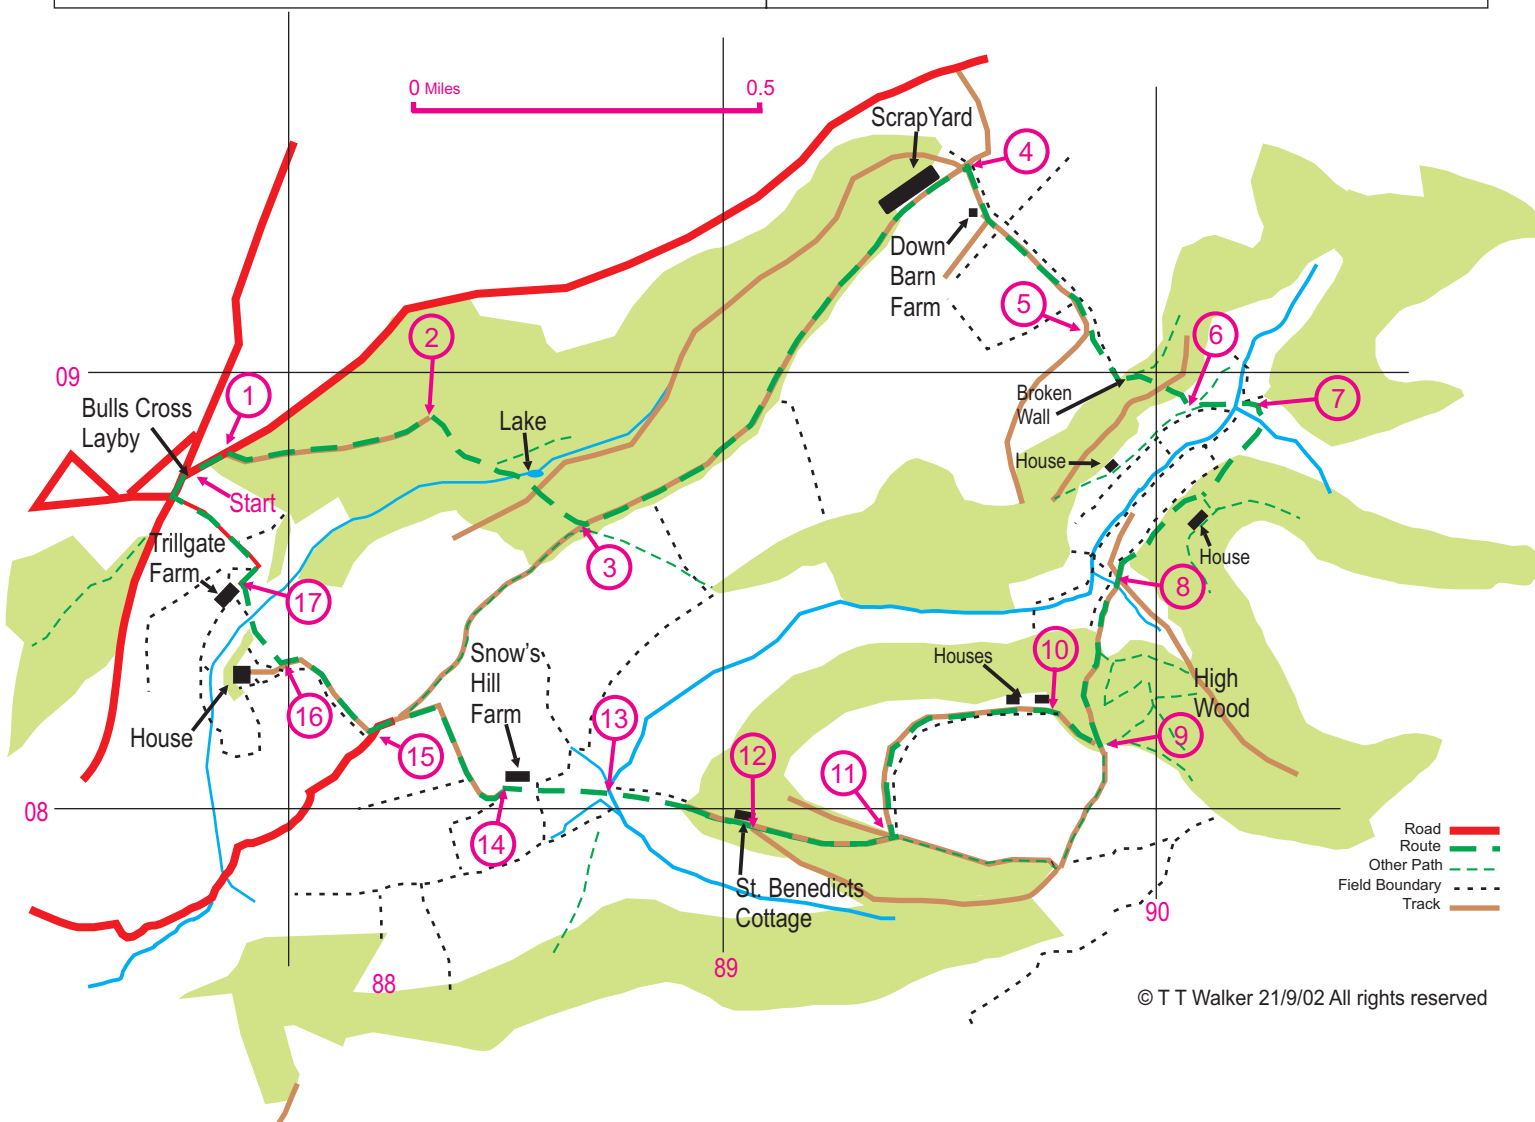 0 Miles
0.5
ScrapYard
4
Down
Barn
Farm
5
2
6
09
1
7
Bulls Cross
Layby
Lake
Broken
Wall
House
Start
Trillgate
Farm
3
House
17
8
Snow's
Hill
Farm
Houses
10
High
Wood
16
House
13
9
15
12
11
08
14
Road
Route
Other Path
Field Boundary
Track
St. Benedicts
Cottage
90
89
88
© T T Walker 21/9/02 All rights reserved